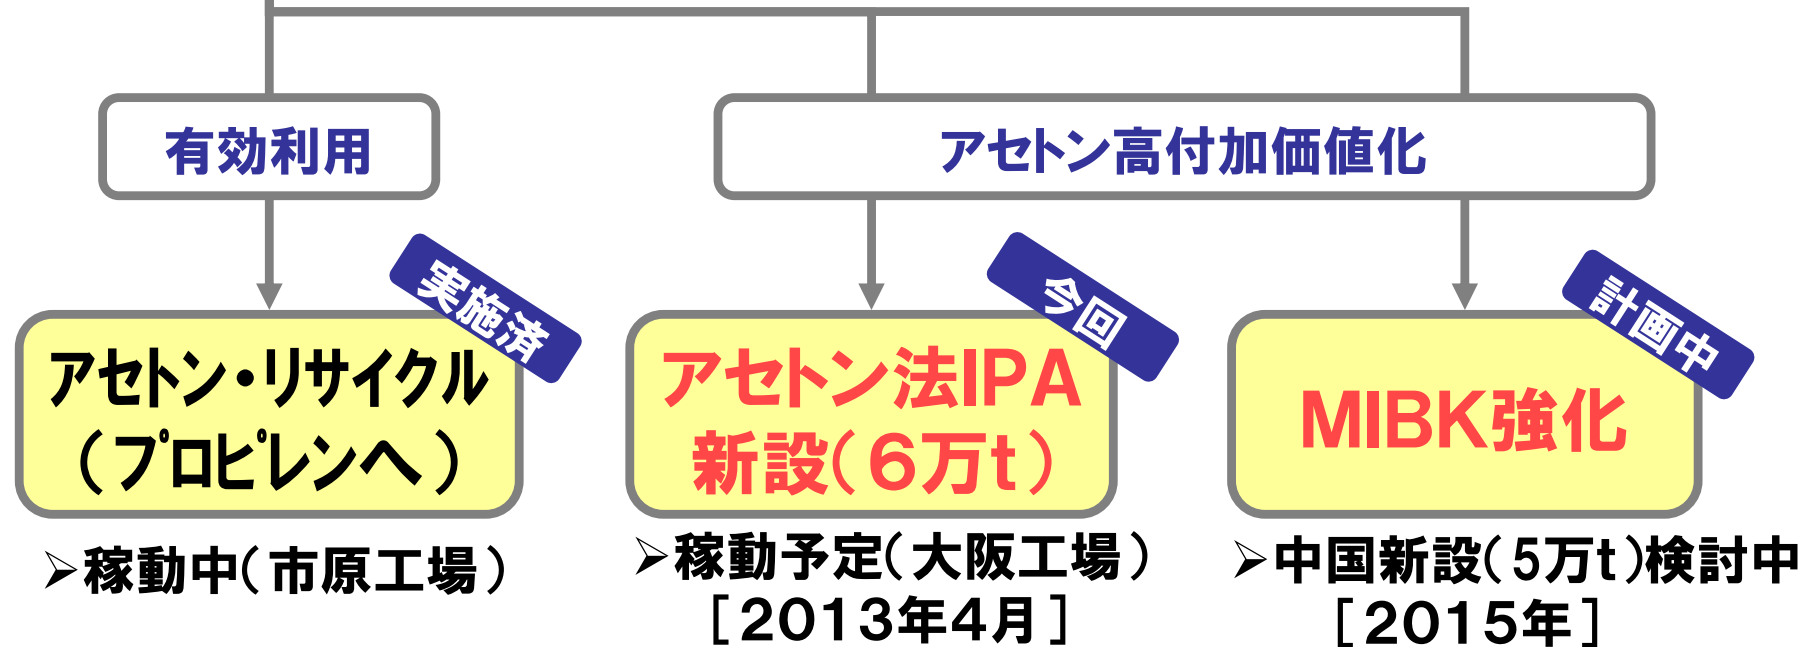 有効利用
アセトン高付加価値化
実施済
アセトン・リサイクル
（プロピレンへ）
➢稼動中（市原工場）
今回
アセトン法IPA
新設（６万t）
➢稼動予定（大阪工場）
［２０１３年４月］
計画中
MIBK強化
➢中国新設（５万t）検討中
［２０１５年］